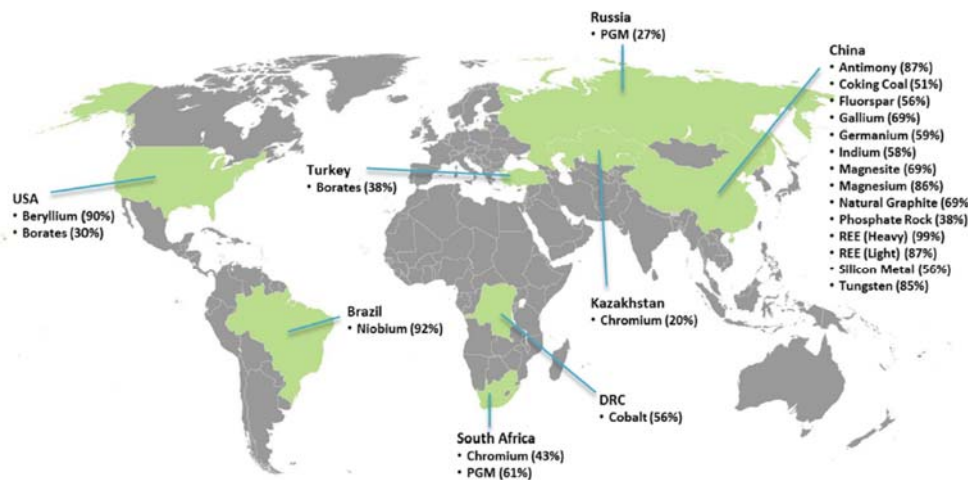 Russia
• PGM (27%)
China
• Antimony (87%)
• Coking Coal (51%)
• Fluorspar (56%)
• Gallium (69%)
• Germanium (59%)
• Indium (58%)
• Magnesite (69%)
• Magnesium (86%)
• Natural Graphite (69%
• Phosphate Rock (38%)
• REE (Heavy) (99%)
• REE (Light) (87%)
• Silicon Metal (56%)
• Tungsten (85%)
Turkey
• Borates (38%)
USA
• Beryllium (90%)
• Borates (30%)
Kazakhstan
• Chromium (20%)
Brazil
• Niobium (92%)
DRC
• Cobalt (56%)
South Africa
• Chromium (43%)
• PGM (61%)